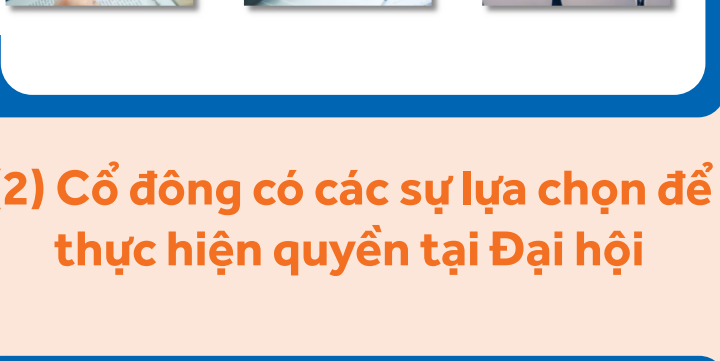 (2) Cổ đông có các sự lựa chọn để
thực hiện quyền tại Đại hội